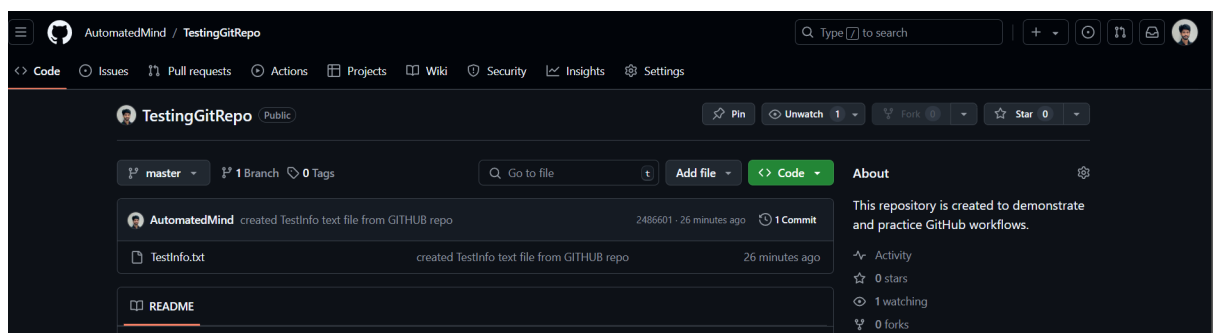 AutomatedMind / TestingGitRepo
Type / to search
Code Issues Pull requests Actions Projects Wiki Security Insights Settings
TestingGitRepo Public
Pin Unwatch 1 Fork 0 Star 0
master 1 Branch 0 Tags
Go to file t Add file Code
AutomatedMind created TestInfo text file from GITHUB repo 2486601 · 26 minutes ago 1 Commit
TestInfo.txt created TestInfo text file from GITHUB repo 26 minutes ago
README
About
This repository is created to demonstrate
and practice GitHub workflows.
Activity
0 stars
1 watching
0 forks